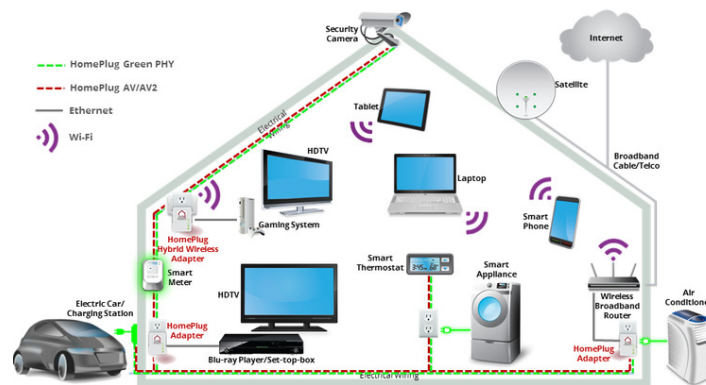 Security
Camera
Internet
HomePlug Green PHY
HomePlug AV/AV2
Ethernet
Wi-Fi
Satellite
Tablet
Electrical
Wiring
HDTV
Broadband
Cable/Telco
Laptop
Smart
Phone
Gaming System
HomePlug
Hybrid Wireless
Adapter
Smart
Meter
Smart
Thermostat
Smart
Appliance
HDTV
Wireless
Broadband
Router
Air
Conditione
Electric Car/
Charging Station
HomePlug
Adapter
Blu-ray Player/Set-top-box
HomePlug
Adapter
Electrical Wiring